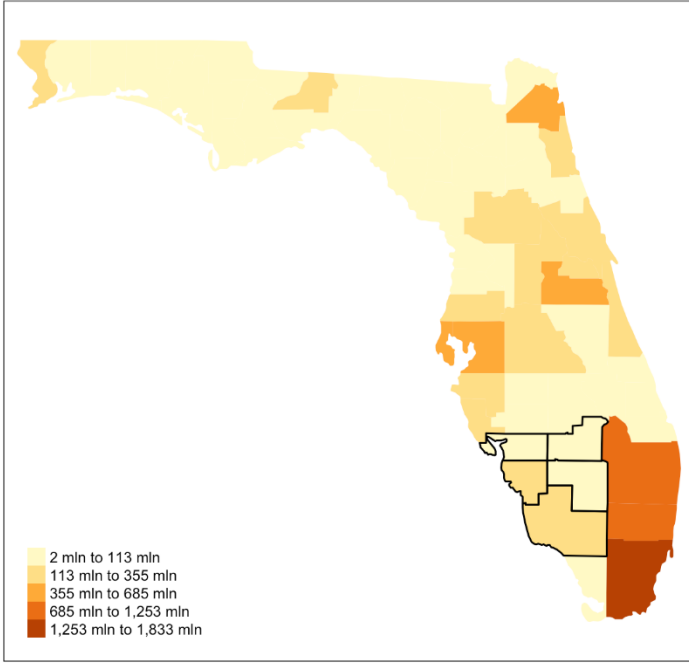 2 mln to 113 mln
113 mln to 355 mln
355 mln to 685 mln
685 mln to 1,253 mln
1,253 mln to 1,833 mln